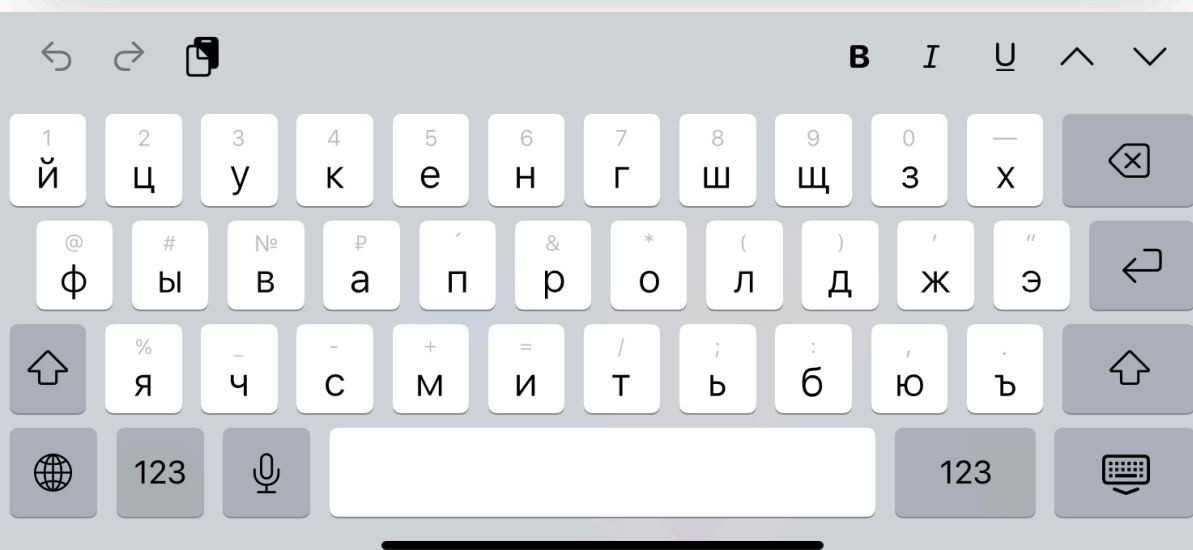 B I U
1 2 3 4 5 6 7 8 9 0 —
й ц у к е н г ш щ з х
@ # № ₽ ´ & * ( ) ′ ″
ф ы в а п р о л д ж э
% _ - + = / ; : , .
я ч с м и т ь б ю ъ
123 123